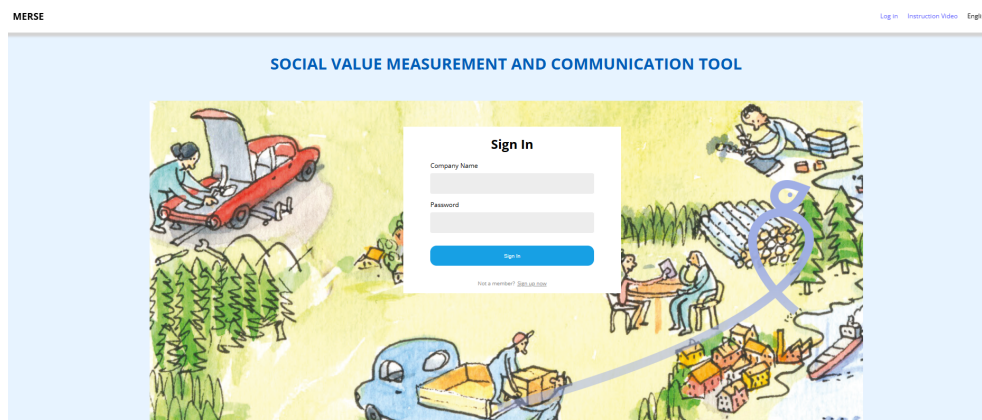 MERSE
Log in Instruction Video Engli
SOCIAL VALUE MEASUREMENT AND COMMUNICATION TOOL
Sign In
Company Name
Password
Sign In
Not a member? Sign up now